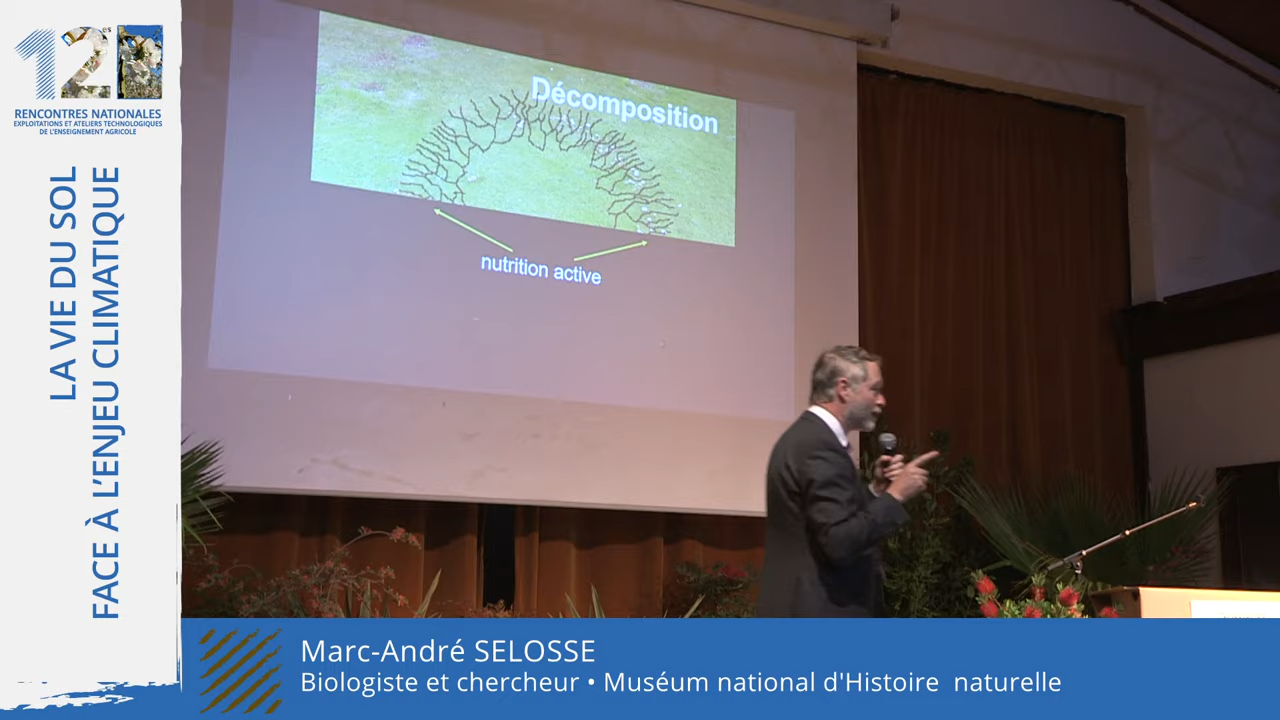 12es
RENCONTRES NATIONALES
EXPLOITATIONS ET ATELIERS TECHNOLOGIQUES
DE L'ENSEIGNEMENT AGRICOLE
LA VIE DU SOL
FACE À L'ENJEU CLIMATIQUE
Décomposition
nutrition active
Marc-André SELOSSE
Biologiste et chercheur • Muséum national d'Histoire naturelle